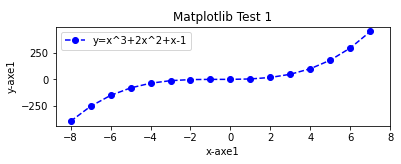 Matplotlib Test 1
y=x^3+2x^2+x-1
y-axe1
250
0
−250
−8 −6 −4 −2 0 2 4 6 8
x-axe1